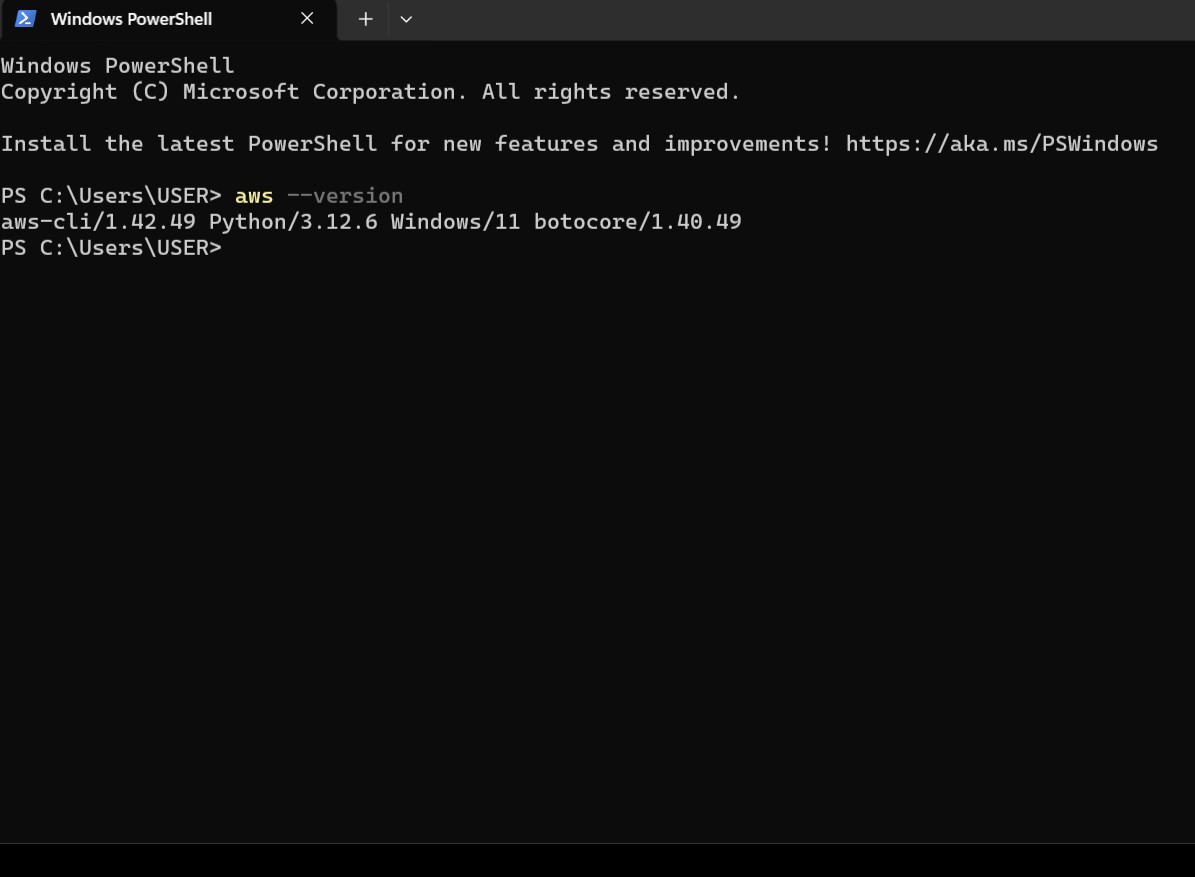 Windows PowerShell
Windows PowerShell
Copyright (C) Microsoft Corporation. All rights reserved.
Install the latest PowerShell for new features and improvements! https://aka.ms/PSWindows
PS C:\Users\USER> aws --version
aws-cli/1.42.49 Python/3.12.6 Windows/11 botocore/1.40.49
PS C:\Users\USER>